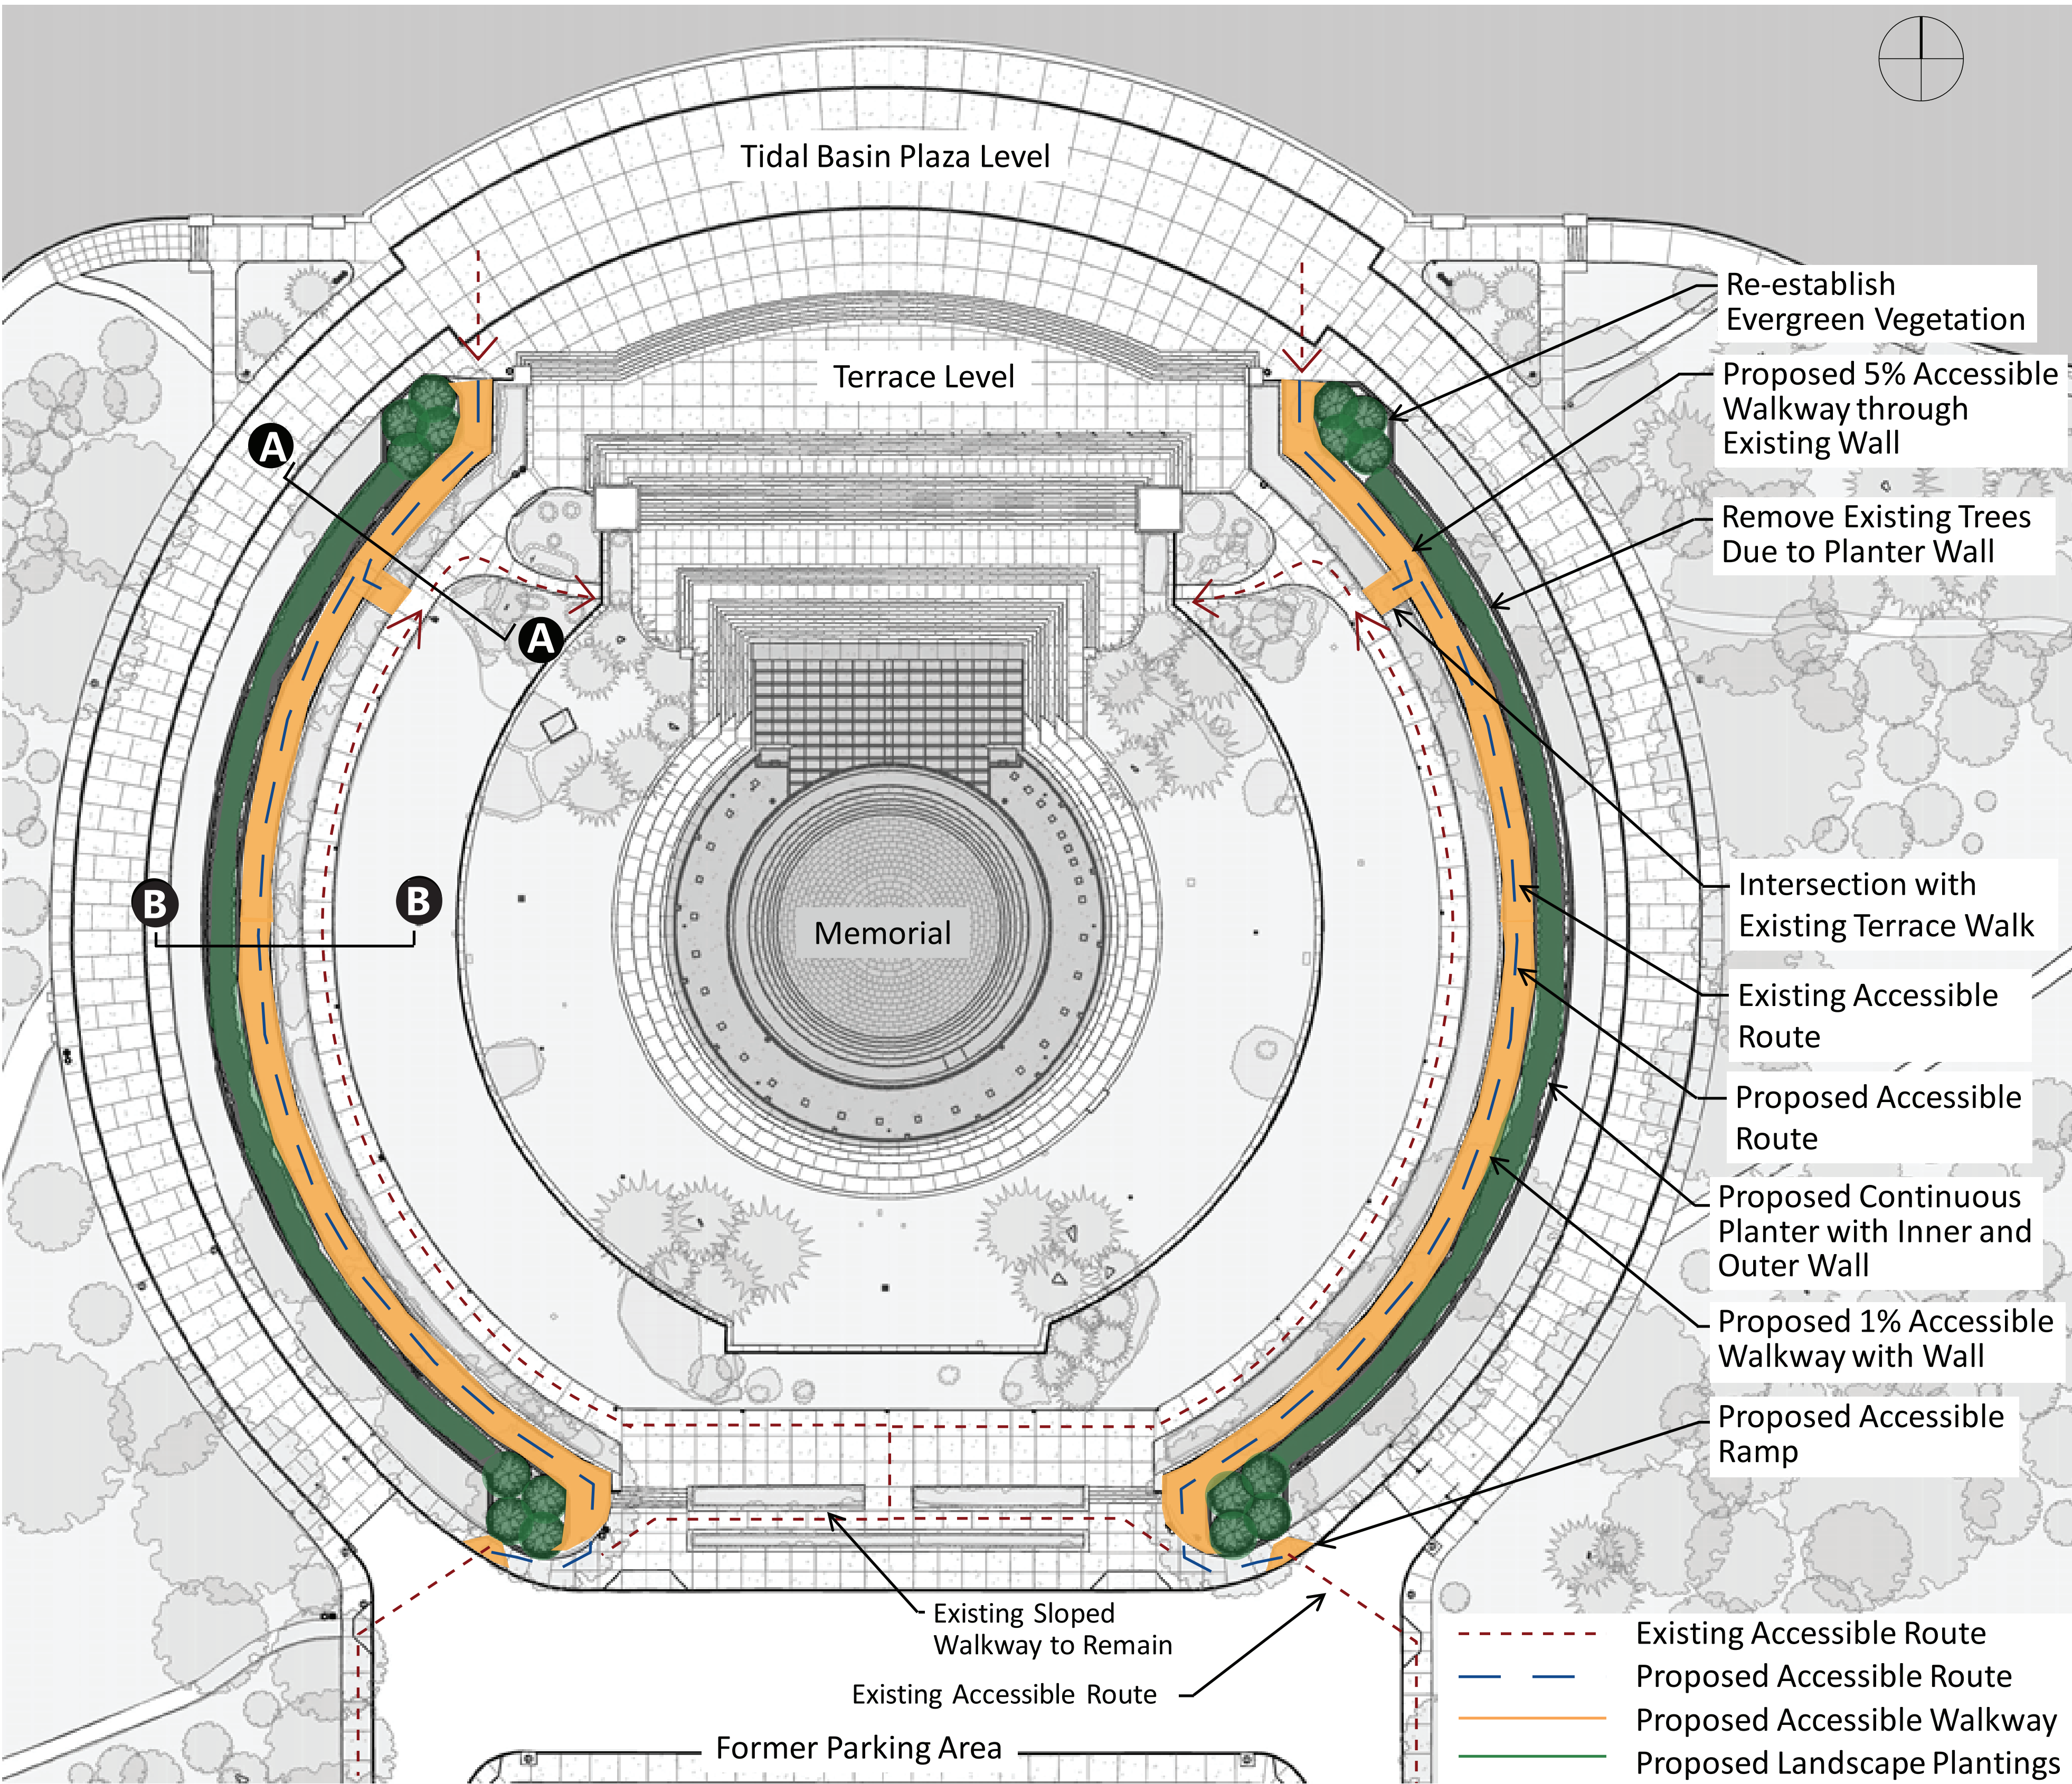 Tidal Basin Plaza Level
Re-establish
Evergreen Vegetation
Terrace Level
Proposed 5% Accessible
Walkway through
Existing Wall
A
Remove Existing Trees
Due to Planter Wall
A
Intersection with
Existing Terrace Walk
B
B
Memorial
Existing Accessible
Route
Proposed Accessible
Route
Proposed Continuous
Planter with Inner and
Outer Wall
Proposed 1% Accessible
Walkway with Wall
Proposed Accessible
Ramp
Existing Sloped
Walkway to Remain
Existing Accessible Route
Former Parking Area
Existing Accessible Route
Proposed Accessible Route
Proposed Accessible Walkway
Proposed Landscape Plantings